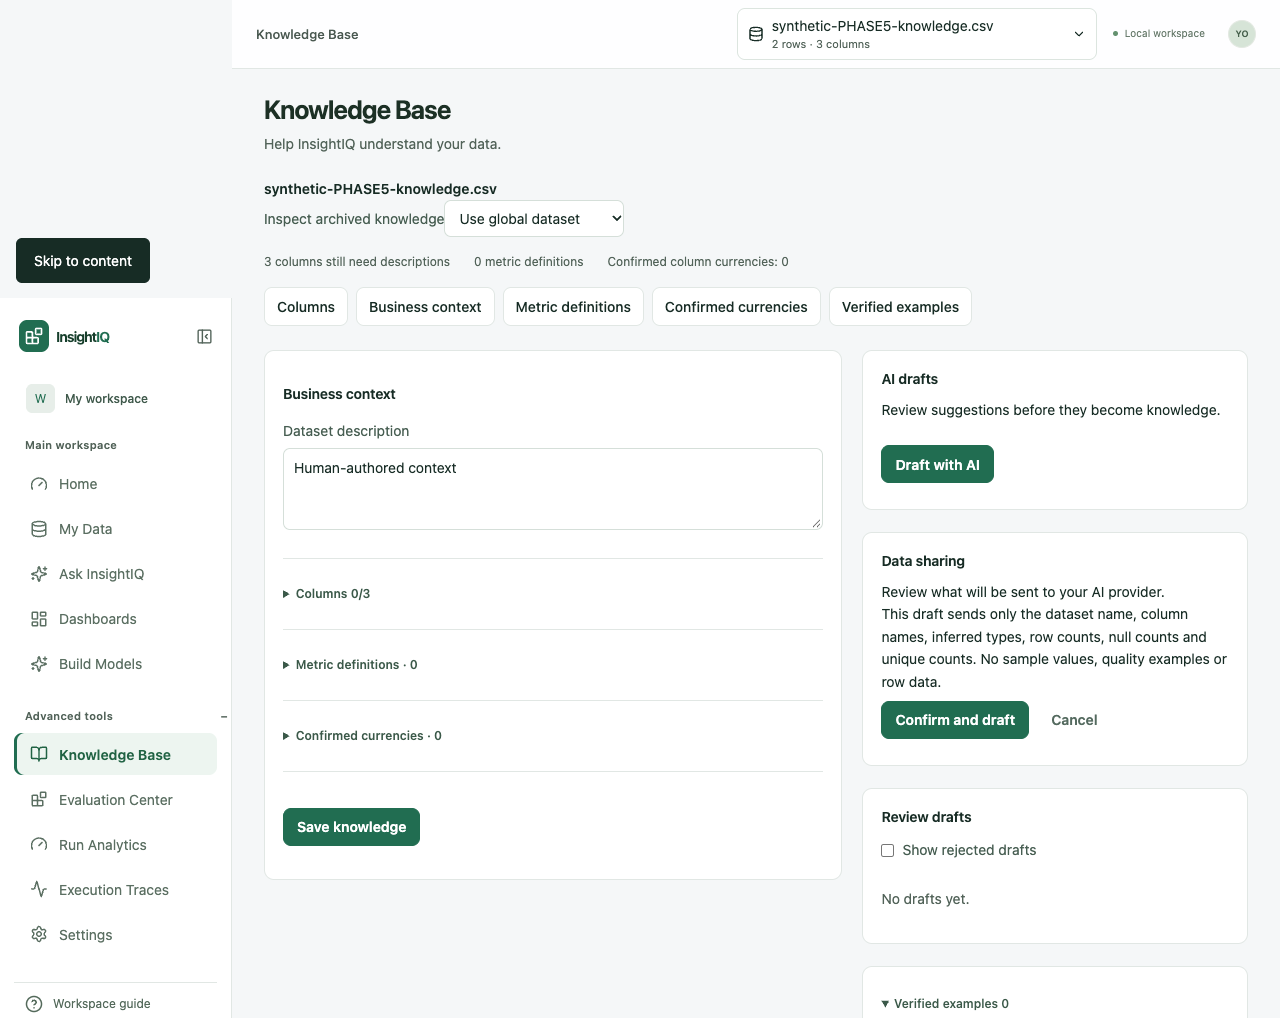 Knowledge Base
synthetic-PHASE5-knowledge.csv
2 rows · 3 columns
Local workspace
YO
Knowledge Base
Help InsightIQ understand your data.
synthetic-PHASE5-knowledge.csv
Inspect archived knowledge
Use global dataset
3 columns still need descriptions
0 metric definitions
Confirmed column currencies: 0
Columns
Business context
Metric definitions
Confirmed currencies
Verified examples
Skip to content
InsightIQ
W
My workspace
Main workspace
Home
My Data
Ask InsightIQ
Dashboards
Build Models
Advanced tools
–
Knowledge Base
Evaluation Center
Run Analytics
Execution Traces
Settings
Workspace guide
Business context
Dataset description
Human-authored context
Columns 0/3
Metric definitions · 0
Confirmed currencies · 0
Save knowledge
AI drafts
Review suggestions before they become knowledge.
Draft with AI
Data sharing
Review what will be sent to your AI provider.
This draft sends only the dataset name, column
names, inferred types, row counts, null counts and
unique counts. No sample values, quality examples or
row data.
Confirm and draft
Cancel
Review drafts
Show rejected drafts
No drafts yet.
Verified examples 0